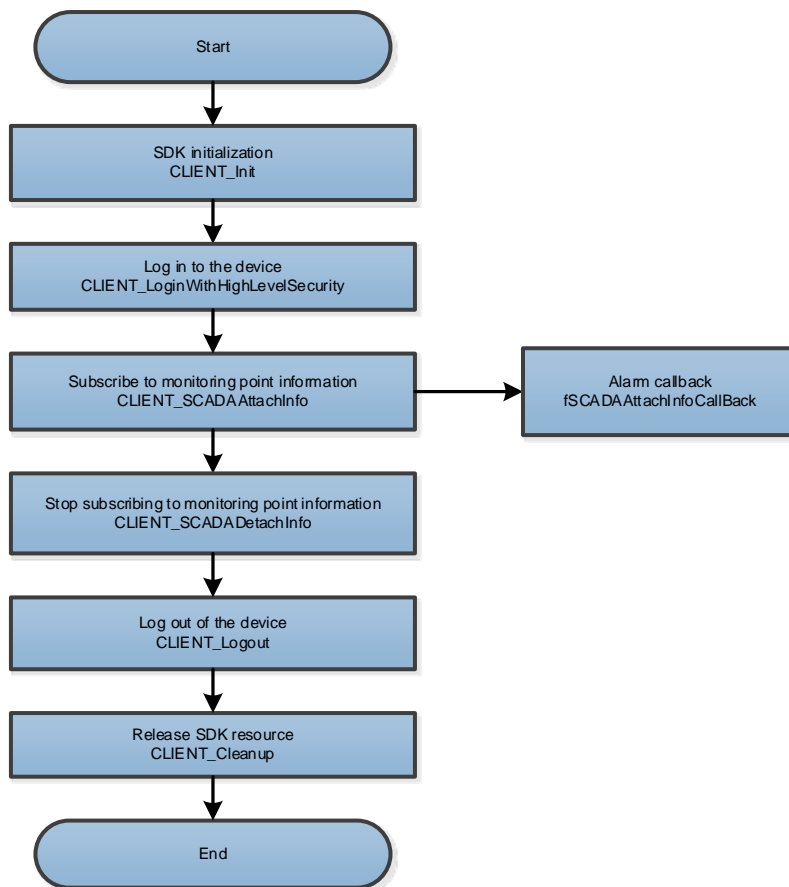 Start
SDK initialization
CLIENT_Init
Log in to the device
CLIENT_LoginWithHighLevelSecurity
Subscribe to monitoring point information
CLIENT_SCADAAttachInfo
Alarm callback
fSCADAAttachInfoCallBack
Stop subscribing to monitoring point information
CLIENT_SCADADetachInfo
Log out of the device
CLIENT_Logout
Release SDK resource
CLIENT_Cleanup
End